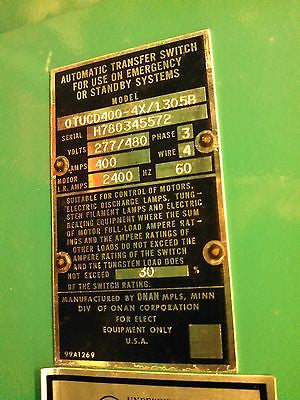 AUTOMATIC TRANSFER SWITCH
FOR USE ON EMERGENCY
OR STANDBY SYSTEMS
MODEL
OTUCD400-4X/1305B
SERIAL H780345572
VOLTS 277/480 PHASE 3
AMPS 400 WIRE 4
MOTOR L.R. AMPS 2400 HZ 60
SUITABLE FOR CONTROL OF MOTORS,
ELECTRIC DISCHARGE LAMPS, TUNG-
STEN FILAMENT LAMPS AND ELECTRIC
HEATING EQUIPMENT WHERE THE SUM
OF MOTOR FULL-LOAD AMPERE RAT-
INGS AND THE AMPERE RATINGS OF
OTHER LOADS DO NOT EXCEED THE
AMPERE RATING OF THE SWITCH
AND THE TUNGSTEN LOAD DOES
NOT EXCEED 30 %
OF THE SWITCH RATING.
MANUFACTURED BY ONAN MPLS, MINN
DIV OF ONAN CORPORATION
FOR ELECT
EQUIPMENT ONLY
U.S.A.
99A1269